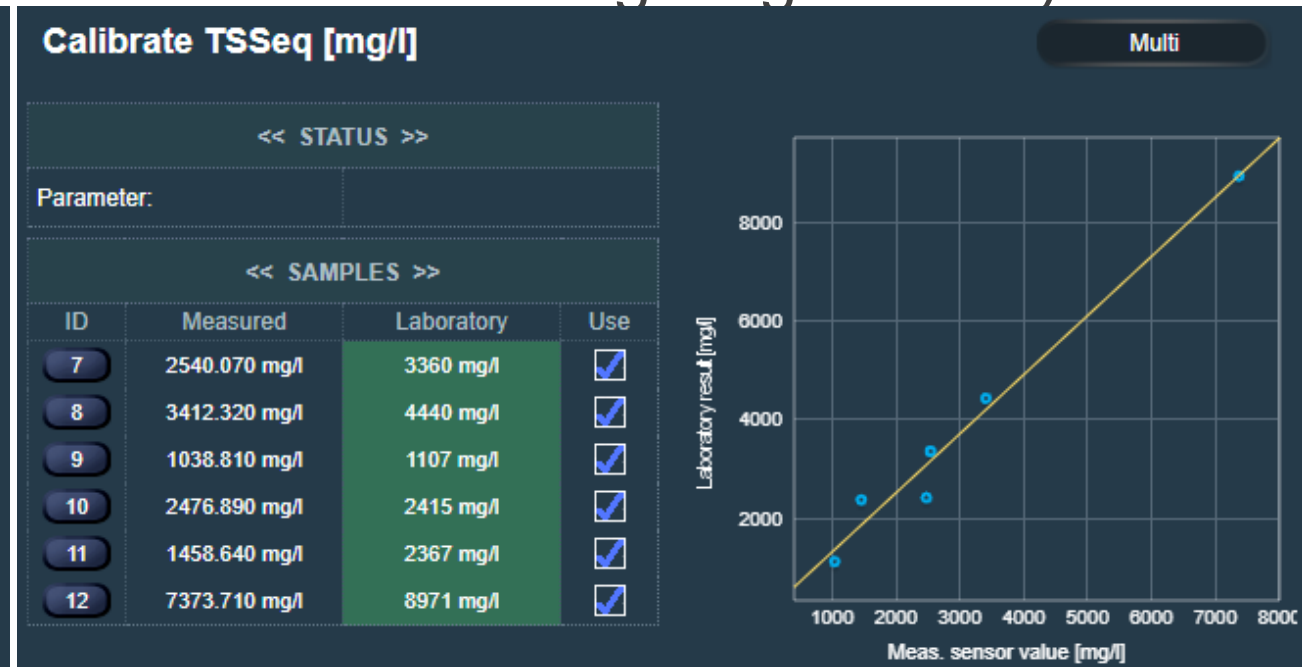 Calibrate TSSeq [mg/l]
Multi
<< STATUS >>
Parameter:
<< SAMPLES >>
ID Measured Laboratory Use
7 2540.070 mg/l 3360 mg/l
8 3412.320 mg/l 4440 mg/l
9 1038.810 mg/l 1107 mg/l
10 2476.890 mg/l 2415 mg/l
11 1458.640 mg/l 2367 mg/l
12 7373.710 mg/l 8971 mg/l
Laboratory result [mg/l]
8000
6000
4000
2000
1000 2000 3000 4000 5000 6000 7000
Meas. sensor value [mg/l]